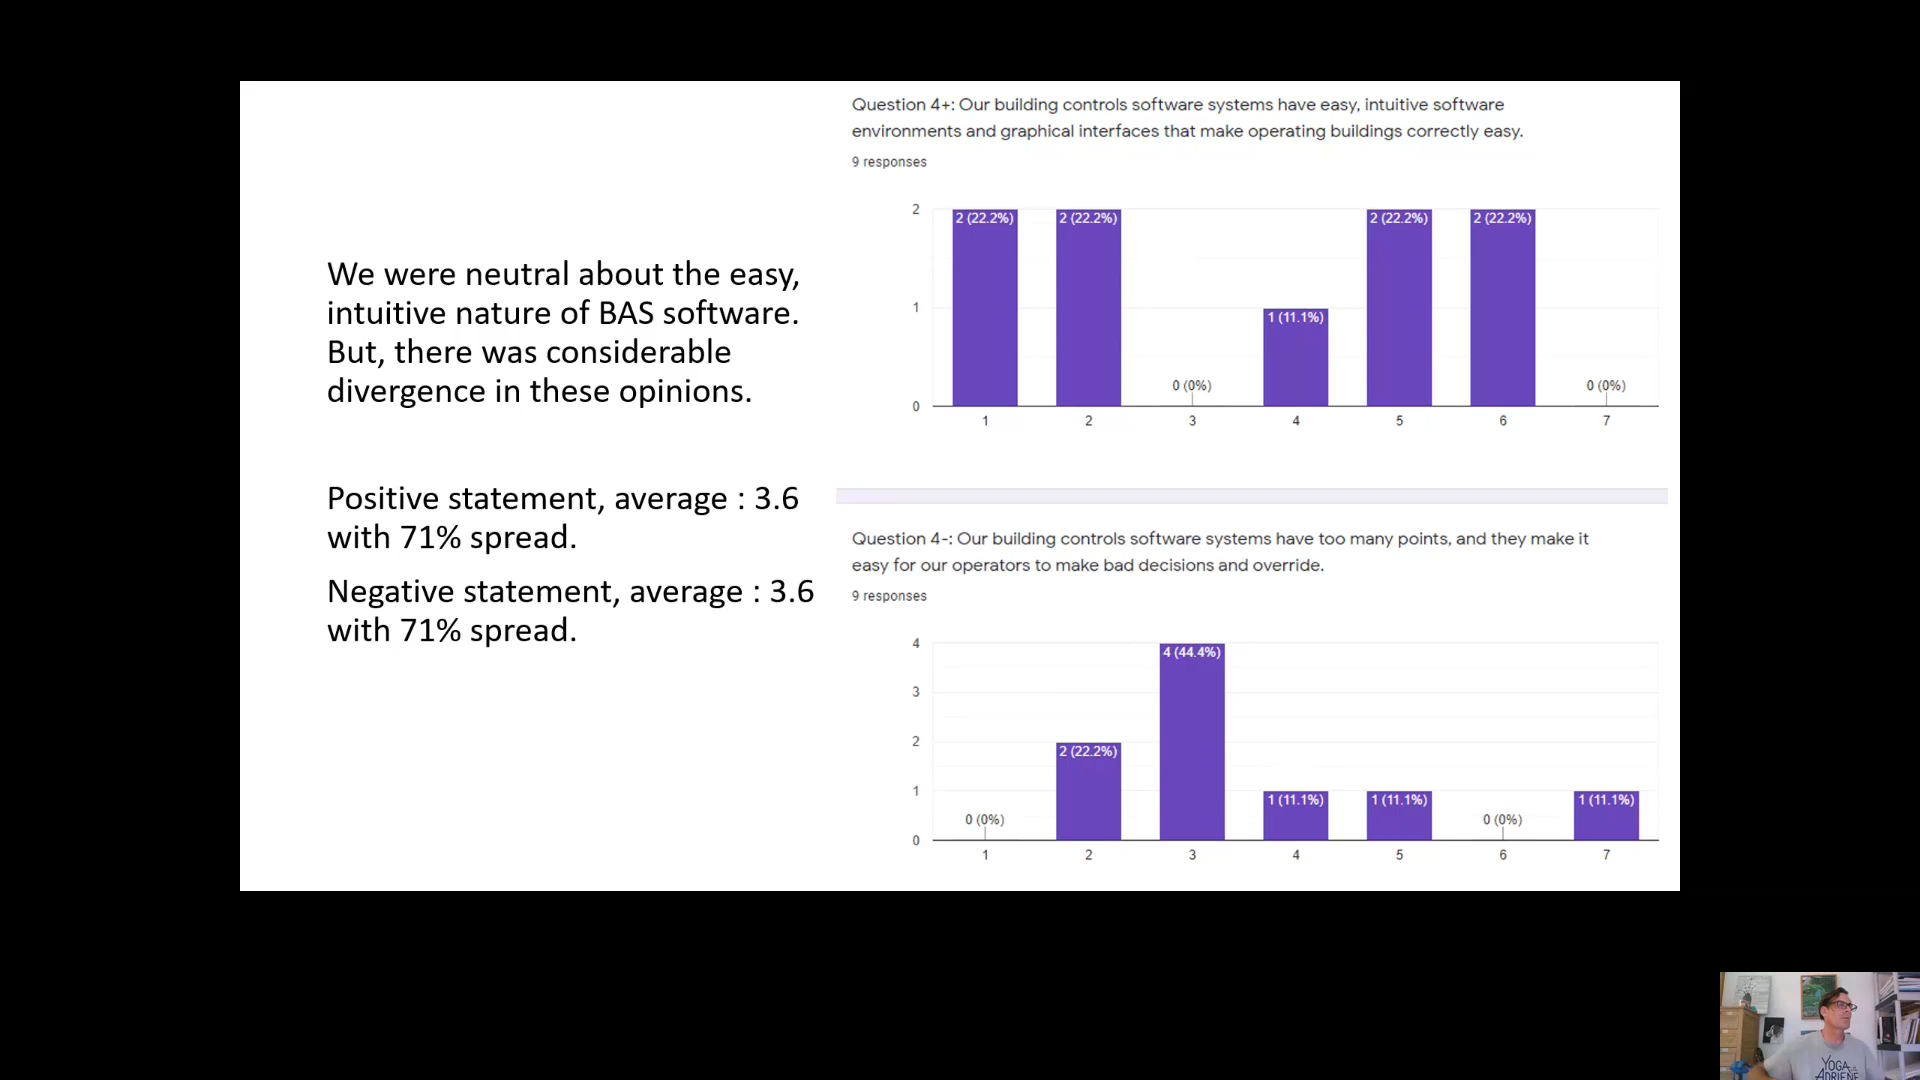 We were neutral about the easy,
intuitive nature of BAS software.
But, there was considerable
divergence in these opinions.
Positive statement, average : 3.6
with 71% spread.
Negative statement, average : 3.6
with 71% spread.
Question 4+: Our building controls software systems have easy, intuitive software
environments and graphical interfaces that make operating buildings correctly easy.
9 responses
2
2 (22.2%) 2 (22.2%) 2 (22.2%) 2 (22.2%)
1
1 (11.1%)
0 (0%) 0 (0%)
0
1 2 3 4 5 6 7
Question 4-: Our building controls software systems have too many points, and they make it
easy for our operators to make bad decisions and override.
9 responses
4
4 (44.4%)
3
2
2 (22.2%)
1
1 (11.1%) 1 (11.1%) 1 (11.1%)
0 (0%) 0 (0%)
0
1 2 3 4 5 6 7
YOGA
ADRIENE